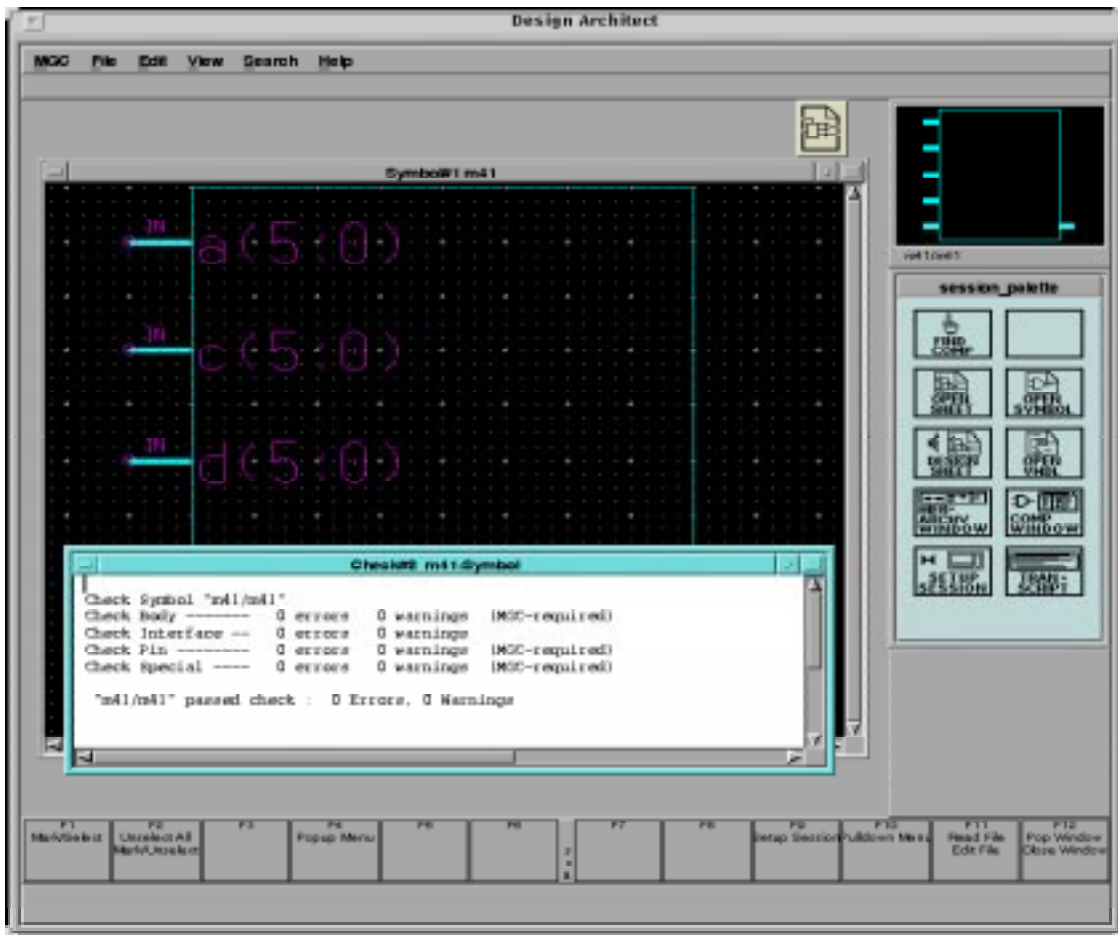 Design Architect
MGC File Edit View Search Help
Symbol#1 m41
IN
a(5:0)
IN
c(5:0)
IN
d(5:0)
m41/m41
session_palette
FIND COMP
OPEN SHEET
OPEN SYMBOL
DESIGN SHEET
OPEN VHDL
HIER-ARCHY WINDOW
COMP WINDOW
SETUP SESSION
TRAN-SCRIPT
Check#2 m41-Symbol
Check Symbol "m41/m41"
Check Body ------- 0 errors 0 warnings (MGC-required)
Check Interface -- 0 errors 0 warnings
Check Pin -------- 0 errors 0 warnings (MGC-required)
Check Special ---- 0 errors 0 warnings (MGC-required)
"m41/m41" passed check : 0 Errors, 0 Warnings
F1 F2 F3 F4 F5 F6 F7 F8 F9 F10 F11 F12
Mark/Select Unselect All Popup Menu Setup Session Pulldown Menu Read File Pop Window
Mark/Unselect Edit File Close Window